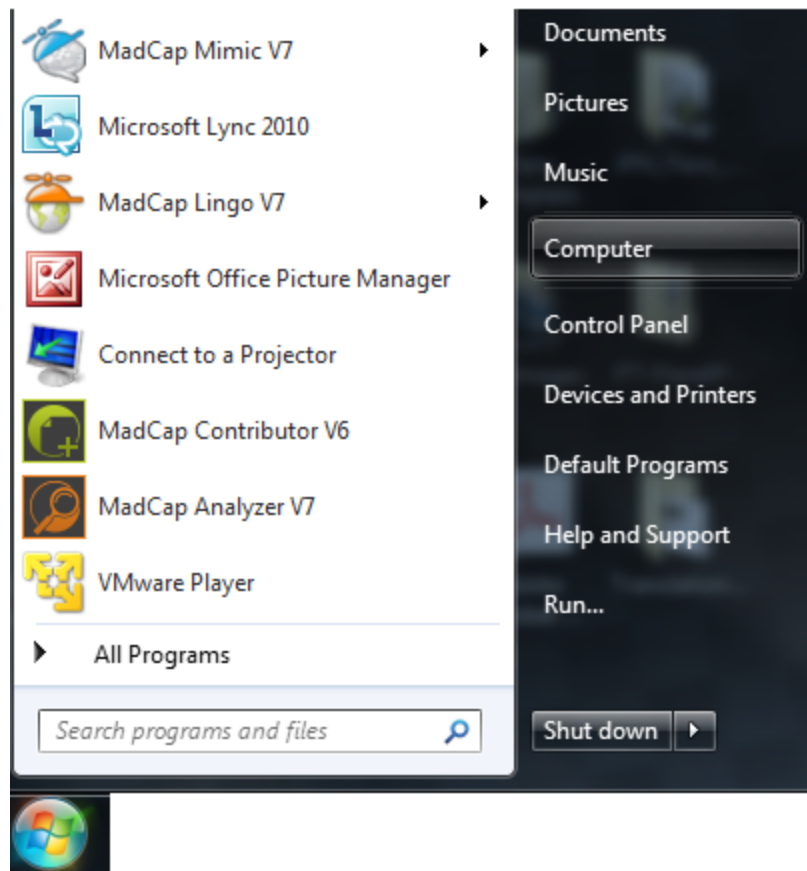 MadCap Mimic V7
Microsoft Lync 2010
MadCap Lingo V7
Microsoft Office Picture Manager
Connect to a Projector
MadCap Contributor V6
MadCap Analyzer V7
VMware Player
All Programs
Search programs and files
Documents
Pictures
Music
Computer
Control Panel
Devices and Printers
Default Programs
Help and Support
Run...
Shut down